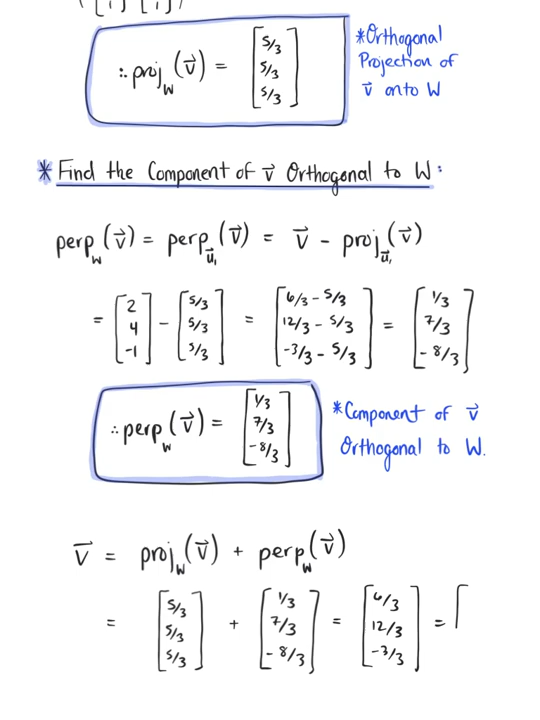 ∴ proj_W(v⃗) = [5/3 5/3 5/3]
*Orthogonal
Projection of
v⃗ onto W
* Find the Component of v⃗ Orthogonal to W:
perp_W(v⃗) = perp_u⃗₁(v⃗) = v⃗ - proj_u⃗₁(v⃗)
= [2 4 -1] - [5/3 5/3 5/3] = [6/3 - 5/3 12/3 - 5/3 -3/3 - 5/3] = [1/3 7/3 -8/3]
∴ perp_W(v⃗) = [1/3 7/3 -8/3]
*Component of v⃗
Orthogonal to W.
v⃗ = proj_W(v⃗) + perp_W(v⃗)
= [5/3 5/3 5/3] + [1/3 7/3 -8/3] = [6/3 12/3 -3/3] = [